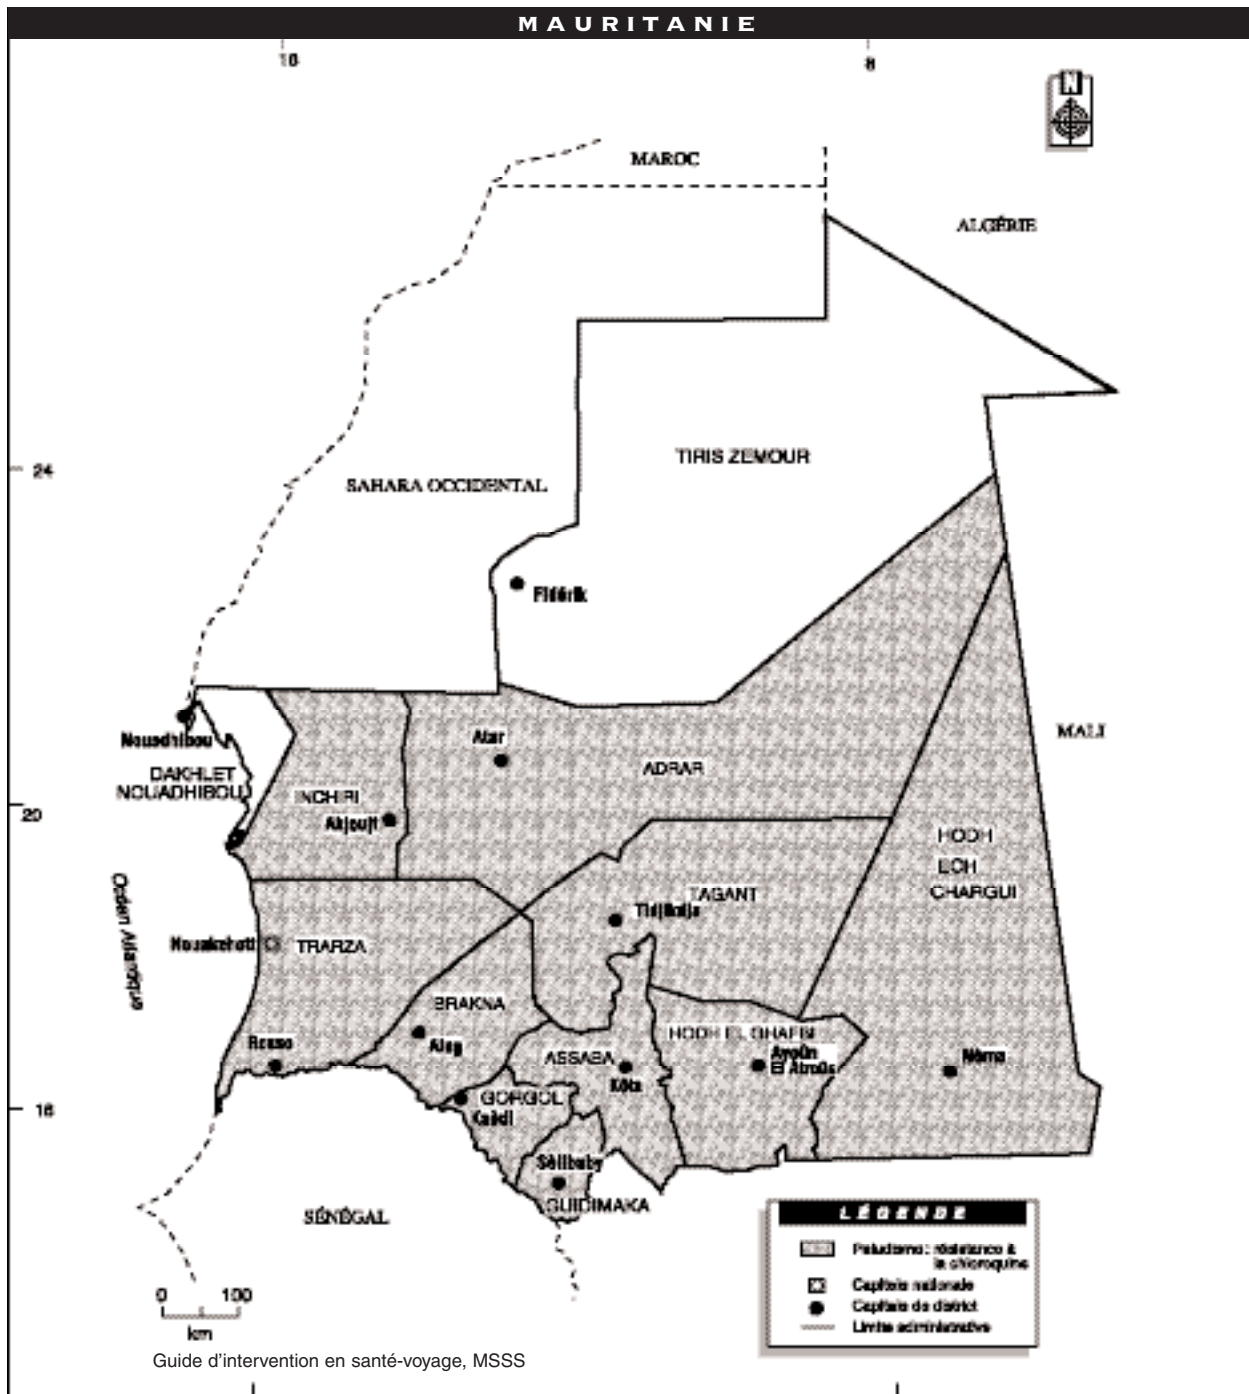 MAURITANIE
16
8
N
MAROC
ALGÉRIE
TIRIS ZEMOUR
24
SAHARA OCCIDENTAL
Fidérik
MALI
Nouadhibou
Atar
DAKHLET
NOUADHIBOU
ADRAR
INCHIRI
Akjoujt
20
HODH
ECH
CHARGUI
TAGANT
Tidjikdja
Océan Atlantique
Nouakchott
TRARZA
BRAKNA
HODH EL GHARBI
Rosso
Aleg
ASSABA
Ayoûn
El Atroûs
Néma
Kifa
16
GORGOL
Kaédi
Sélibaby
GUIDIMAKA
SÉNÉGAL
LÉGENDE
Paludisme : résistance à
la chloroquine
Capitale nationale
Capitale de district
Limite administrative
0 100
km
Guide d'intervention en santé-voyage, MSSS